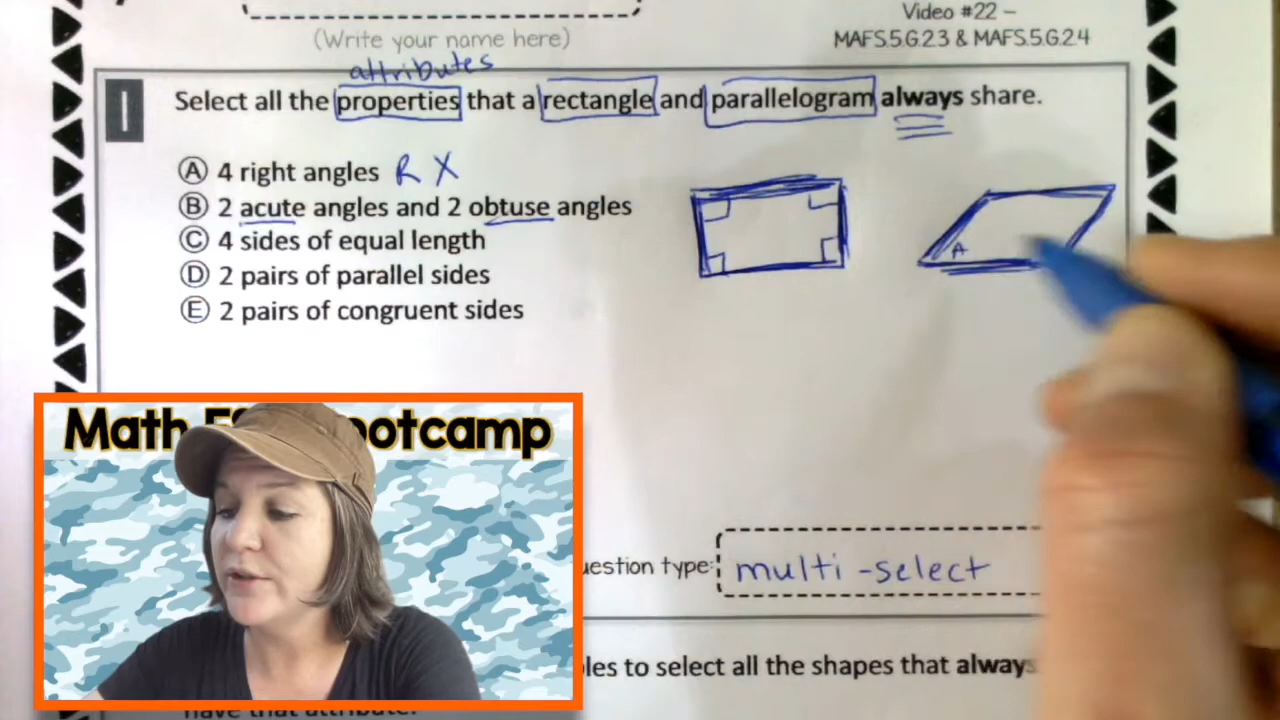 (Write your name here)
Video #22 –
MAFS.5.G.2.3 & MAFS.5.G.2.4
attributes
1
Select all the properties that a rectangle and parallelogram always share.
A 4 right angles R X
B 2 acute angles and 2 obtuse angles
C 4 sides of equal length
D 2 pairs of parallel sides
E 2 pairs of congruent sides
A
Math ootcamp
uestion type: multi-select
les to select all the shapes that always
have that attribute.